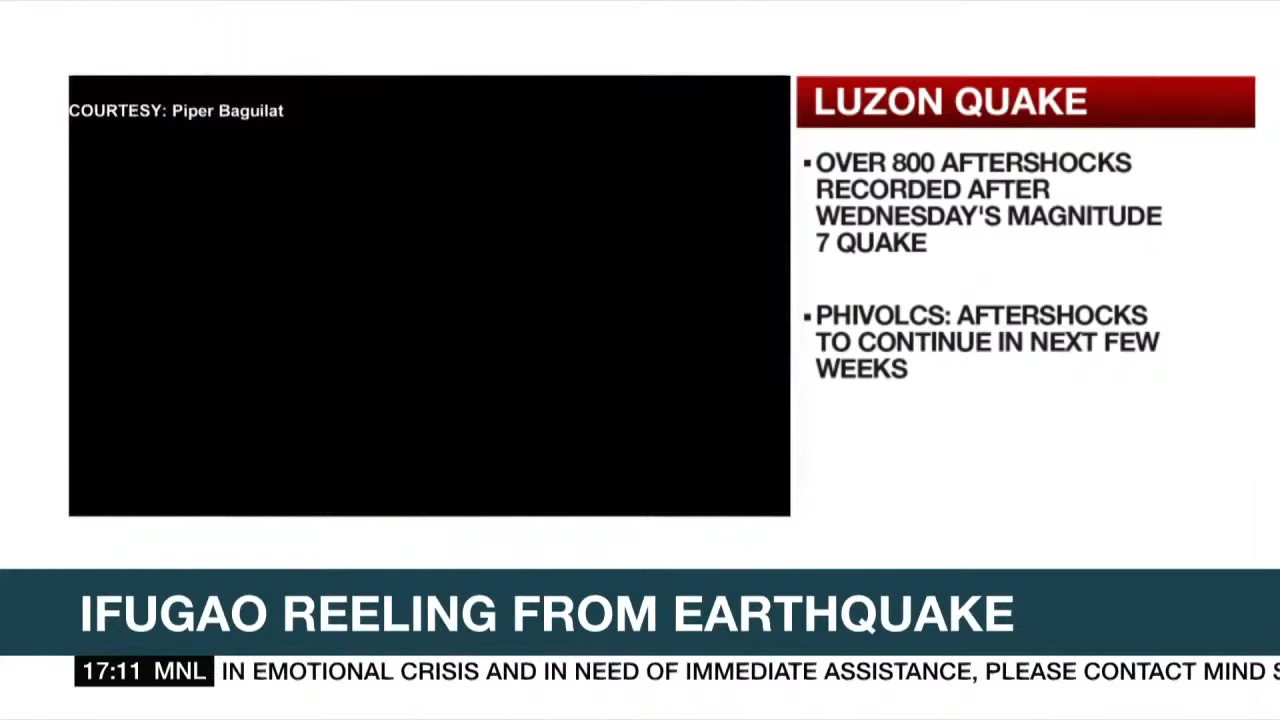 COURTESY: Piper Baguilat
LUZON QUAKE
▪OVER 800 AFTERSHOCKS
RECORDED AFTER
WEDNESDAY'S MAGNITUDE
7 QUAKE
▪PHIVOLCS: AFTERSHOCKS
TO CONTINUE IN NEXT FEW
WEEKS
IFUGAO REELING FROM EARTHQUAKE
17:11 MNL IN EMOTIONAL CRISIS AND IN NEED OF IMMEDIATE ASSISTANCE, PLEASE CONTACT MIND